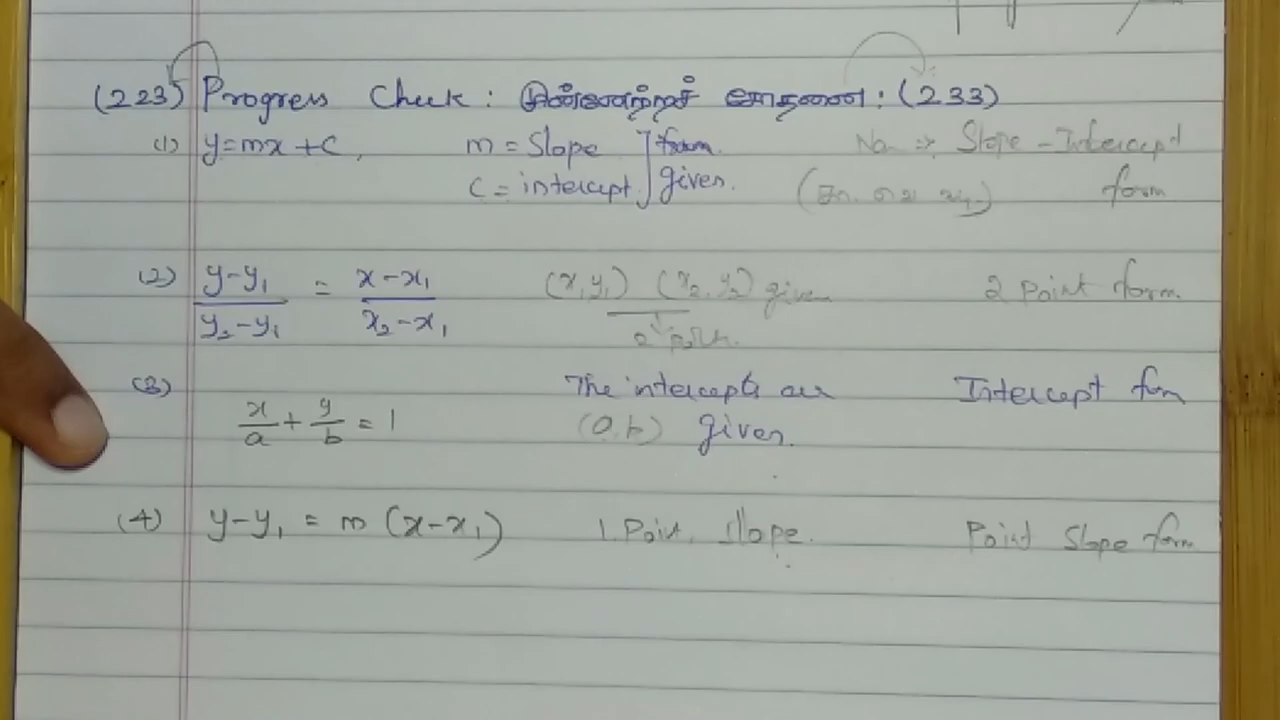 (223) Progress Check: முன்னேற்றச் சோதனை: (233)
(1) y=mx+c, m = Slope from Slope-Intercept
c = intercept given. form
(2) y-y₁ / y₂-y₁ = x-x₁ / x₂-x₁ (x,y₁) (x₂,y₂) given 2 Point form
(3) The intercepts are Intercept form
x/a + y/b = 1 (a,b) given.
(4) y-y₁ = m (x-x₁) 1 Point, slope. Point Slope form